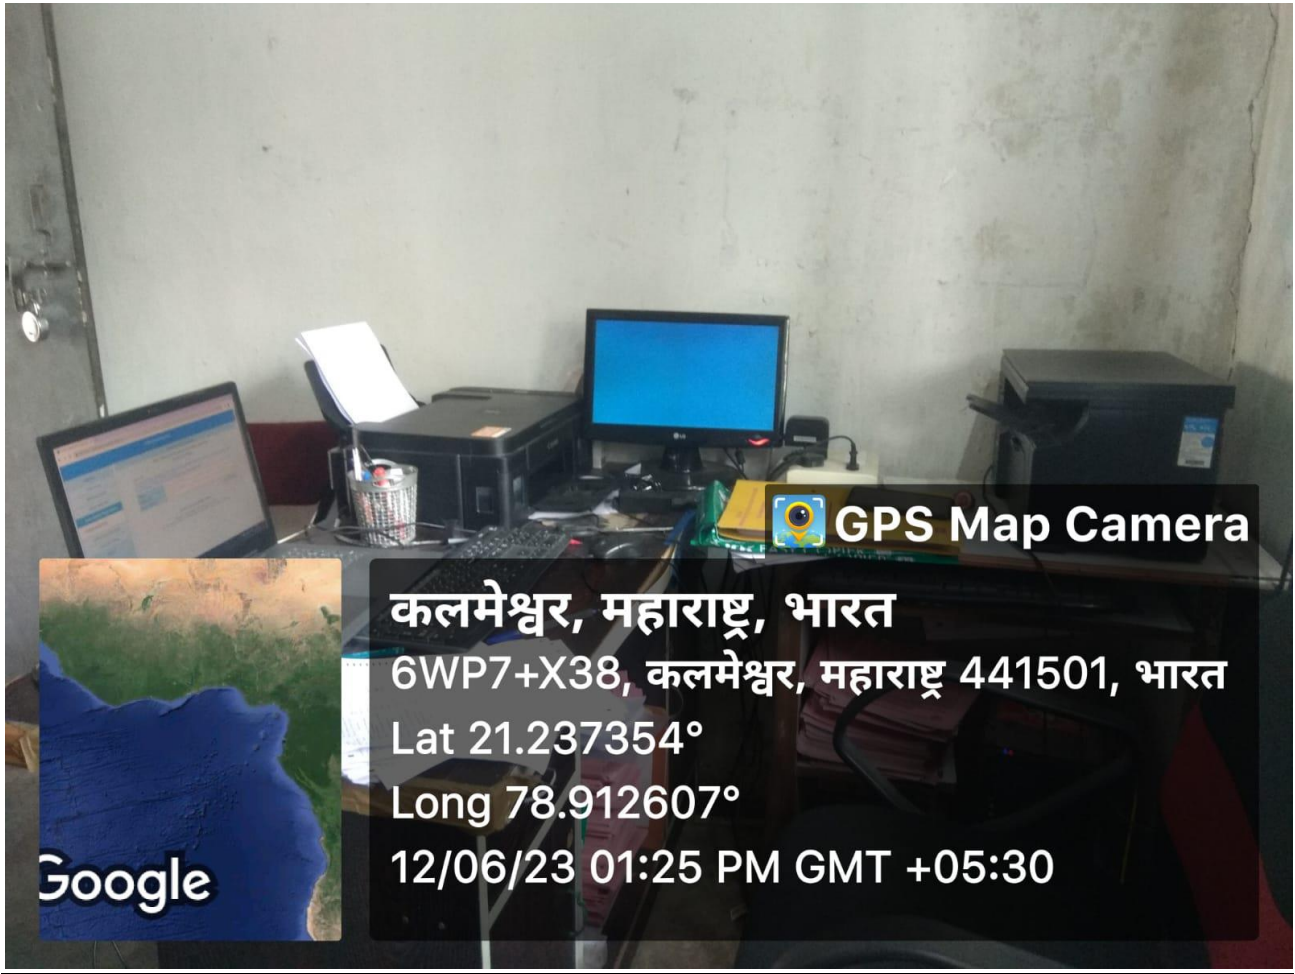 LG
GPS Map Camera
कलमेश्वर, महाराष्ट्र, भारत
6WP7+X38, कलमेश्वर, महाराष्ट्र 441501, भारत
Lat 21.237354°
Long 78.912607°
12/06/23 01:25 PM GMT +05:30
Google